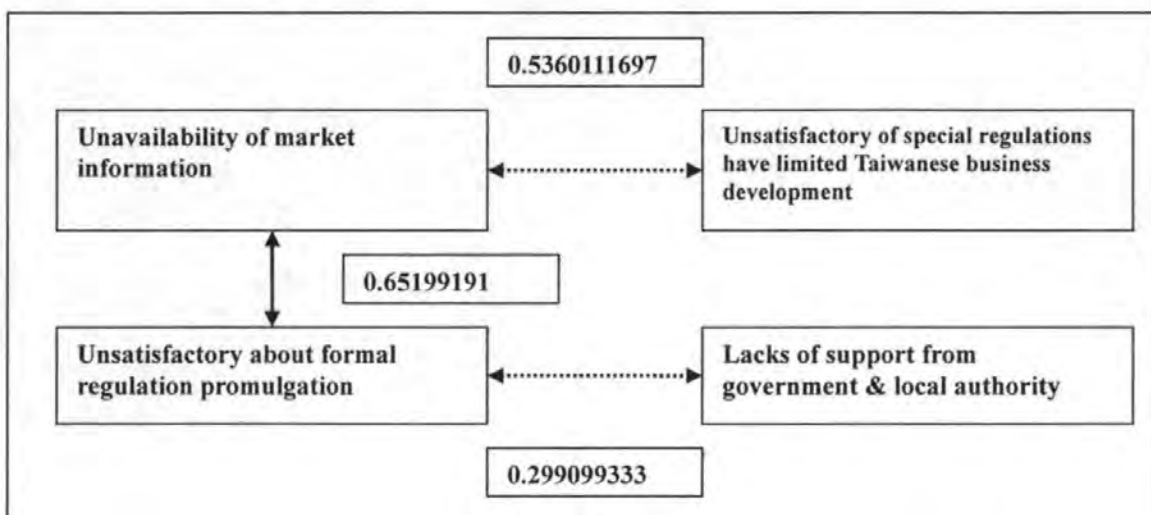 0.5360111697
Unavailability of market
information
Unsatisfactory of special regulations
have limited Taiwanese business
development
0.65199191
Unsatisfactory about formal
regulation promulgation
Lacks of support from
government & local authority
0.299099333